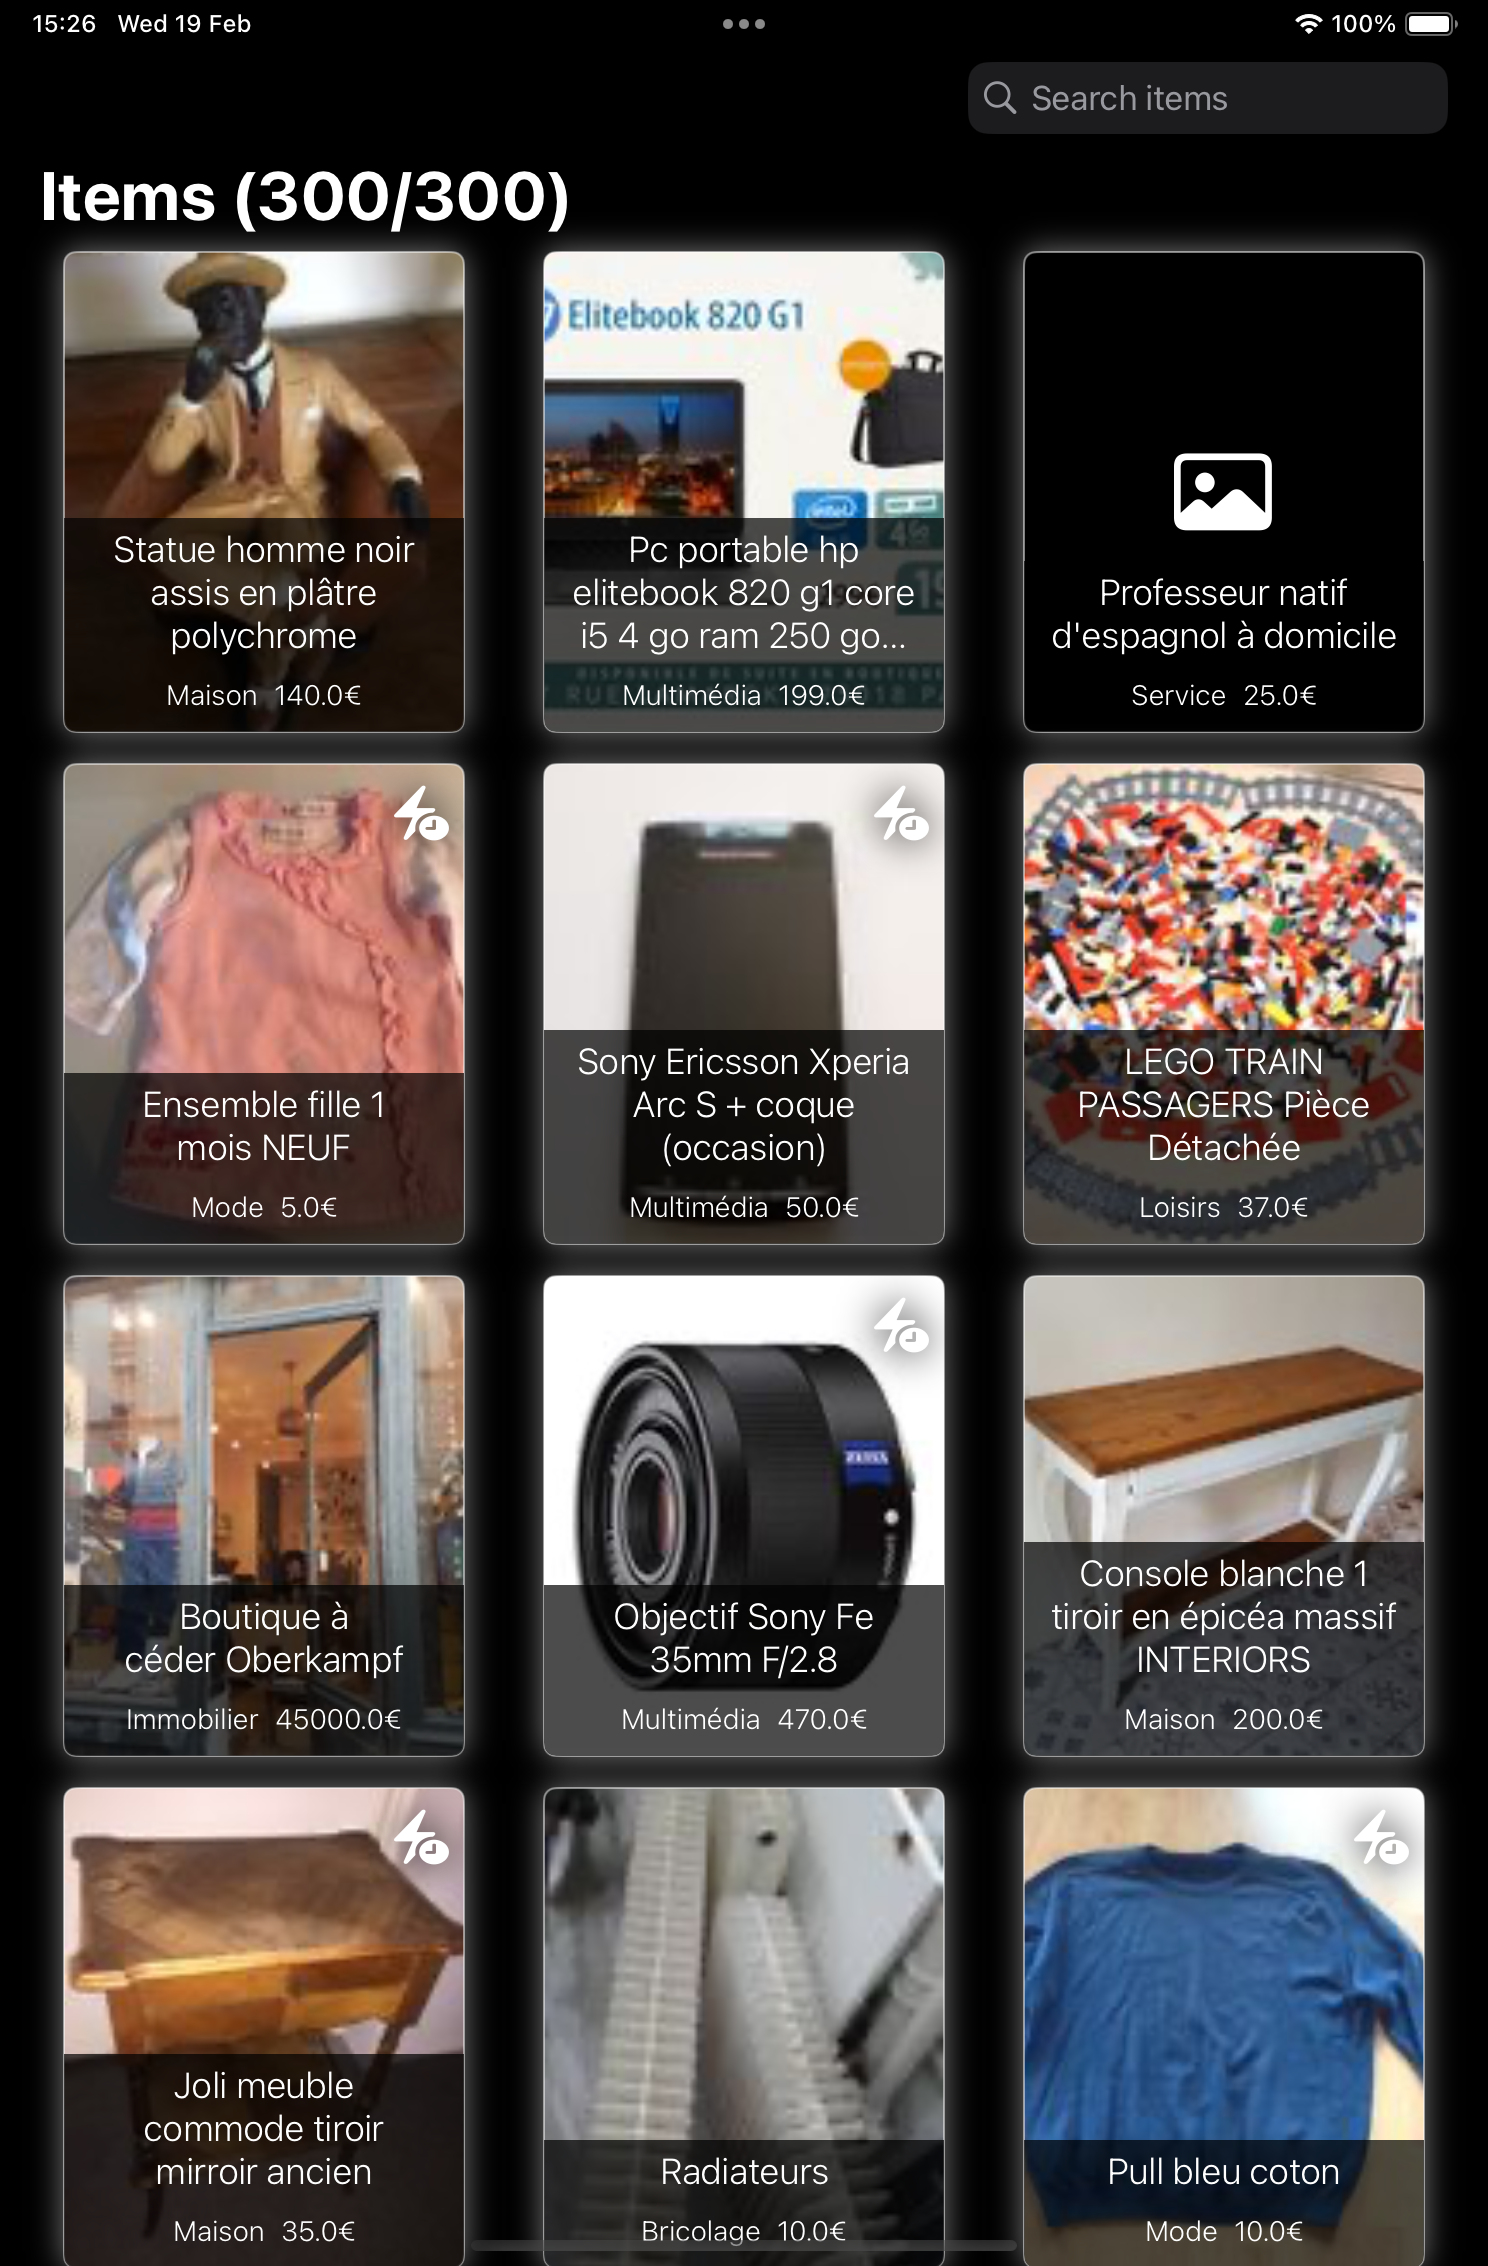 15:26 Wed 19 Feb
100%
Search items
Items (300/300)
Elitebook 820 G1
intel
4Go
Statue homme noir
assis en plâtre
polychrome
Maison 140.0€
Pc portable hp
elitebook 820 g1 core
i5 4 go ram 250 go...
Multimédia 199.0€
Professeur natif
d'espagnol à domicile
Service 25.0€
Ensemble fille 1
mois NEUF
Mode 5.0€
Sony Ericsson Xperia
Arc S + coque
(occasion)
Multimédia 50.0€
LEGO TRAIN
PASSAGERS Pièce
Détachée
Loisirs 37.0€
Boutique à
céder Oberkampf
Immobilier 45000.0€
ZEISS
Objectif Sony Fe
35mm F/2.8
Multimédia 470.0€
Console blanche 1
tiroir en épicéa massif
INTERIORS
Maison 200.0€
Joli meuble
commode tiroir
mirroir ancien
Maison 35.0€
Radiateurs
Bricolage 10.0€
Pull bleu coton
Mode 10.0€